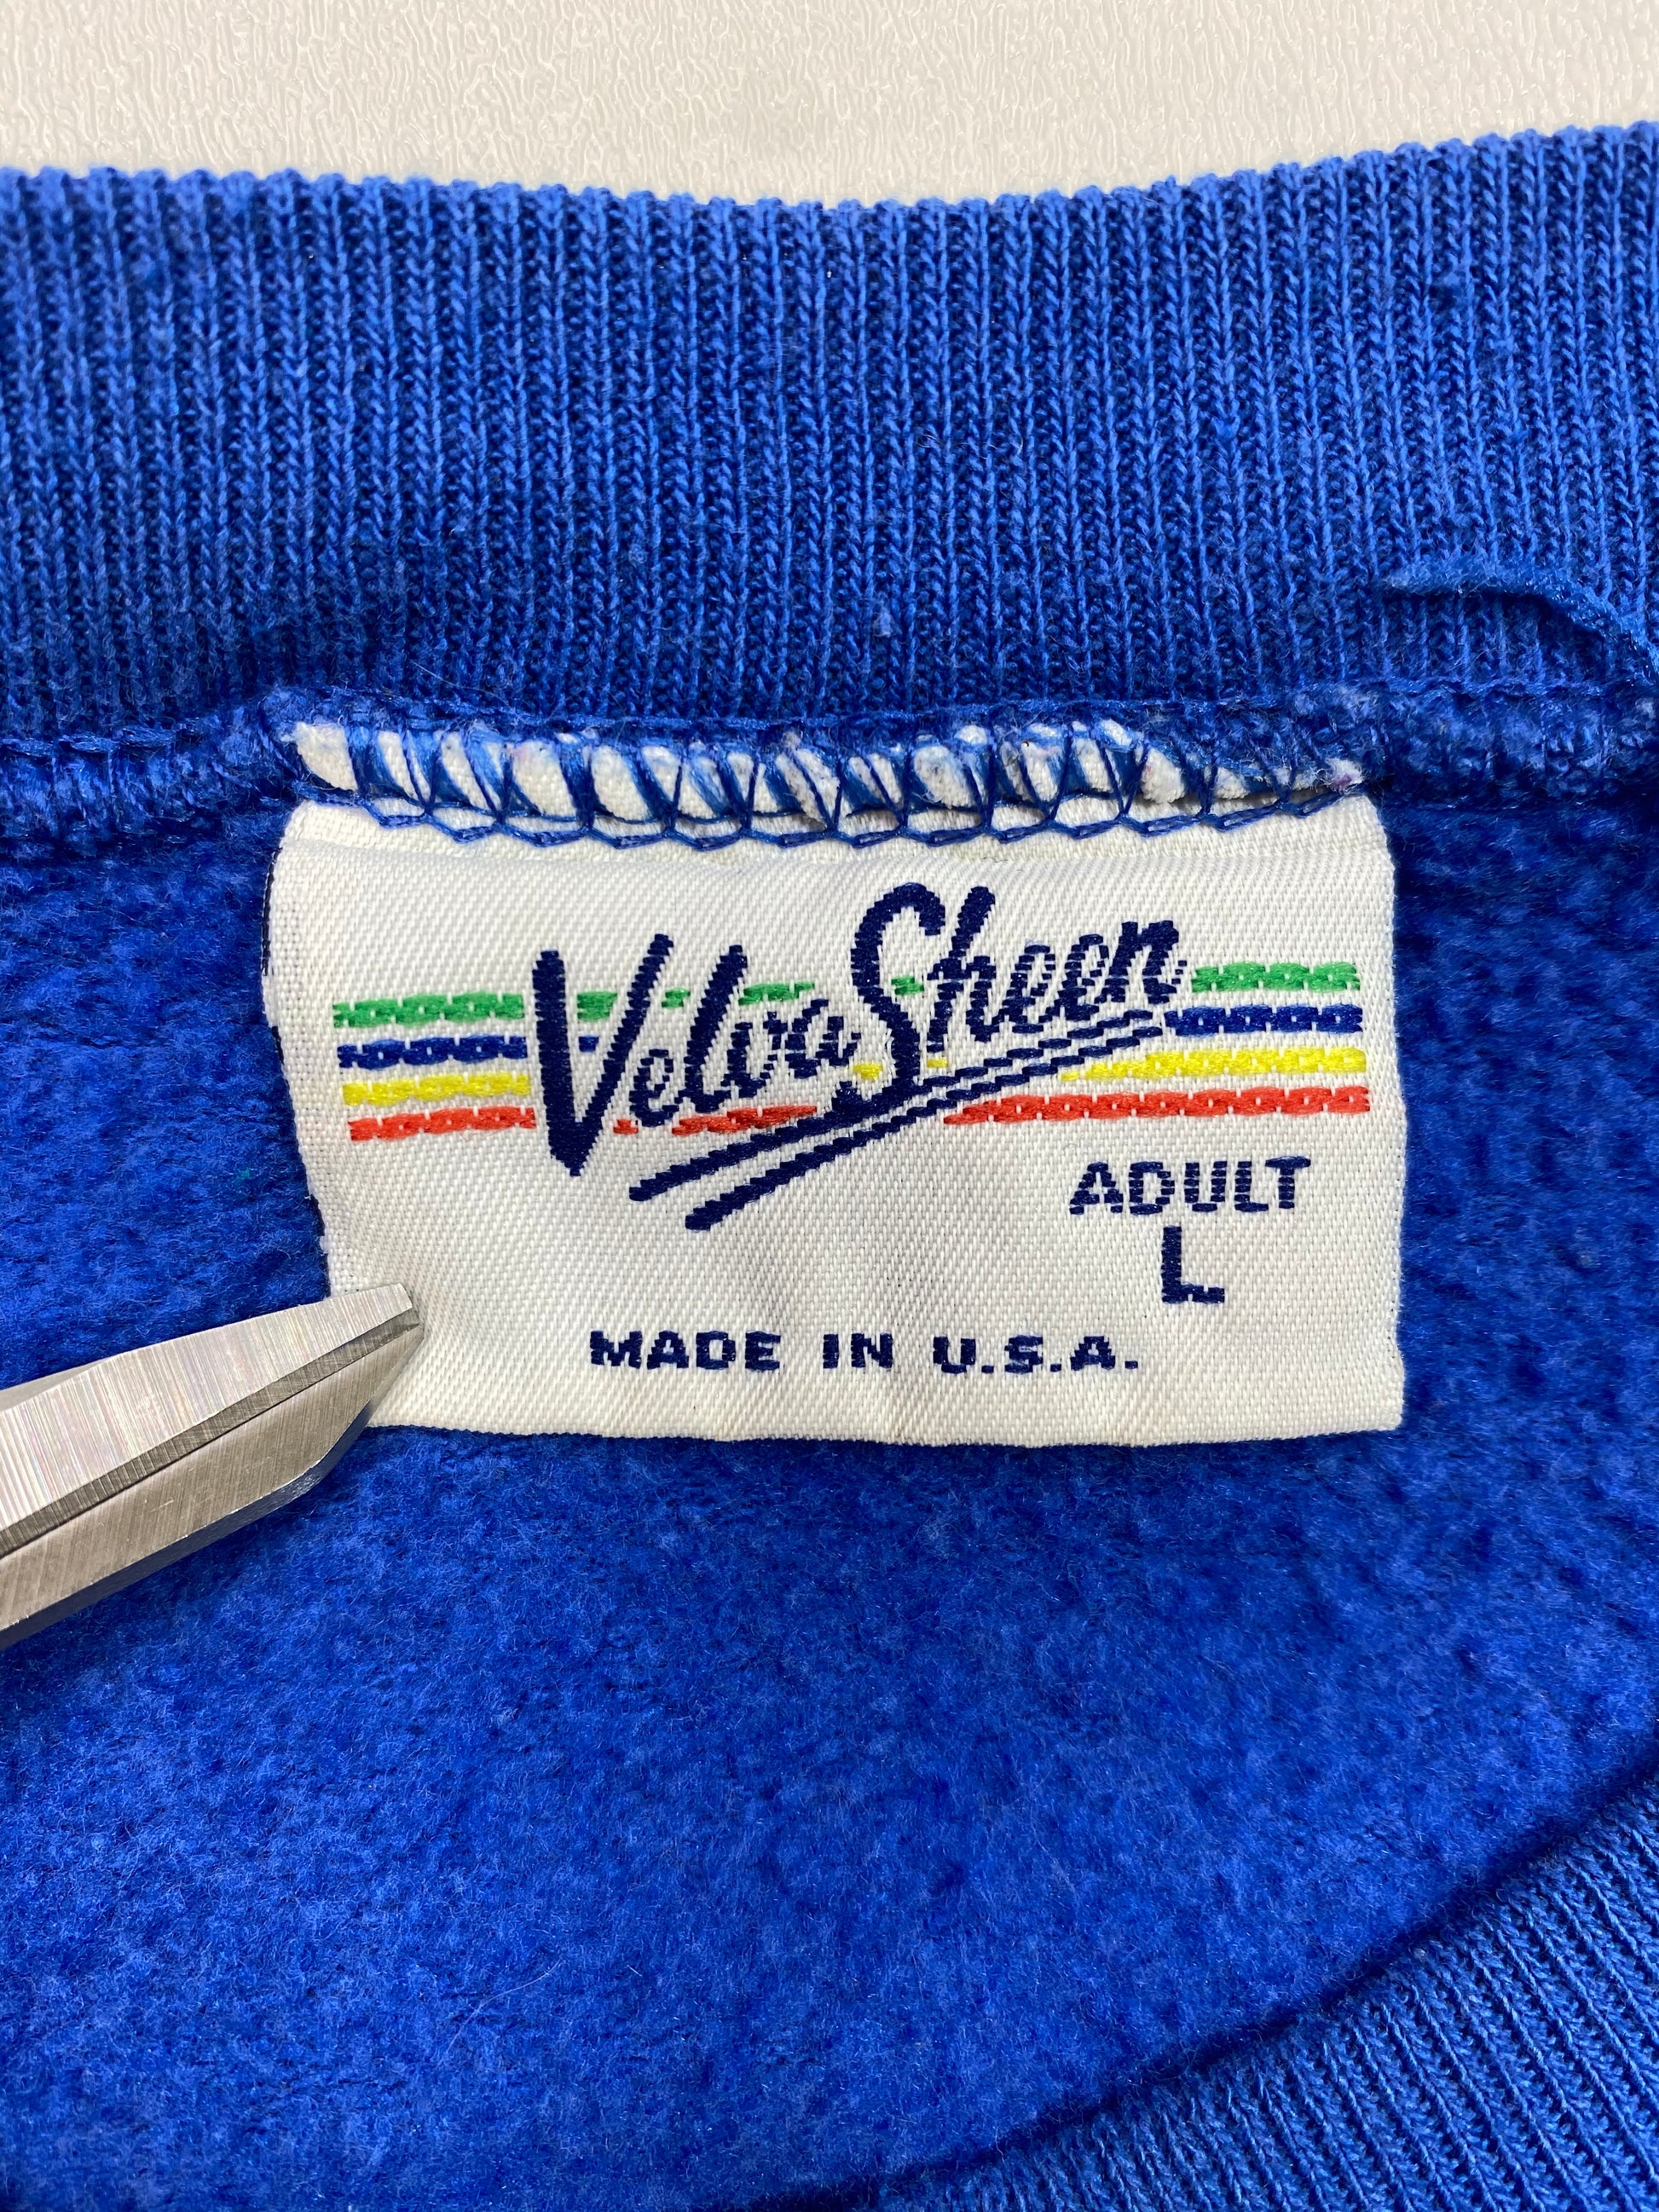 Velva Sheen
ADULT
L
MADE IN U.S.A.